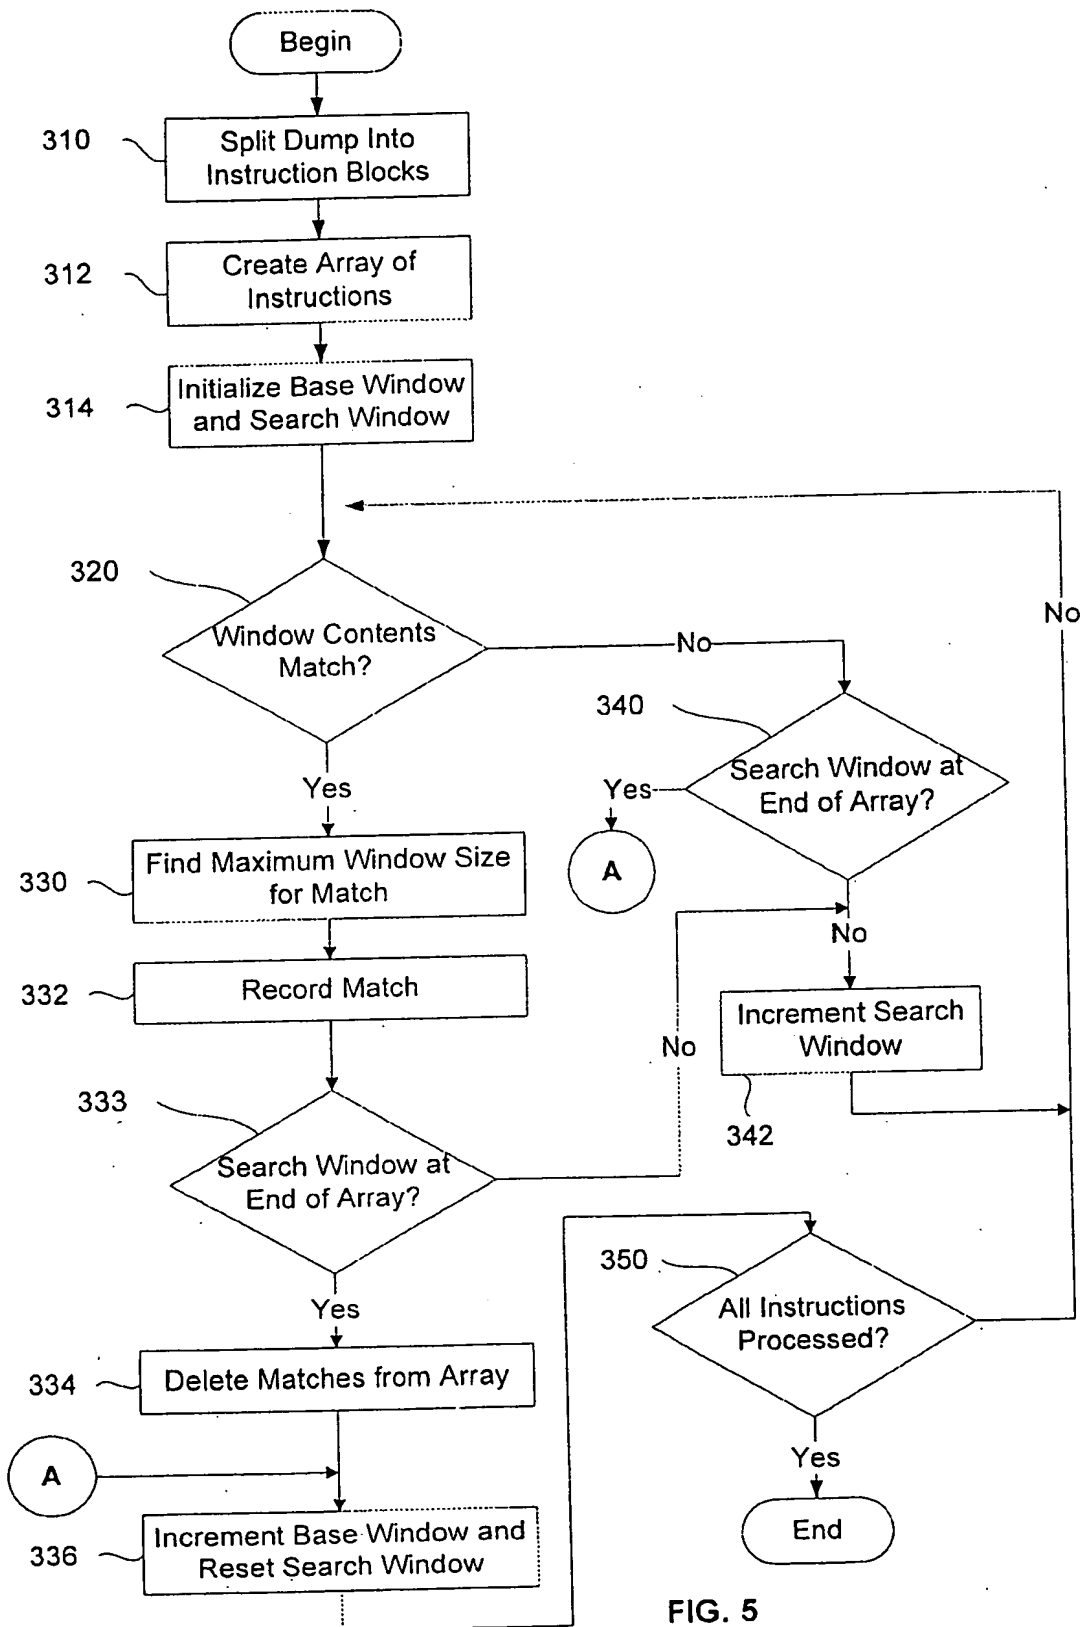 Begin
310
Split Dump Into
Instruction Blocks
312
Create Array of
Instructions
314
Initialize Base Window
and Search Window
320
Window Contents
Match?
No
No
340
Search Window at
End of Array?
Yes
A
Yes
330
Find Maximum Window Size
for Match
No
332
Record Match
Increment Search
Window
342
No
333
Search Window at
End of Array?
350
All Instructions
Processed?
Yes
334
Delete Matches from Array
A
Yes
336
Increment Base Window and
Reset Search Window
End
FIG. 5